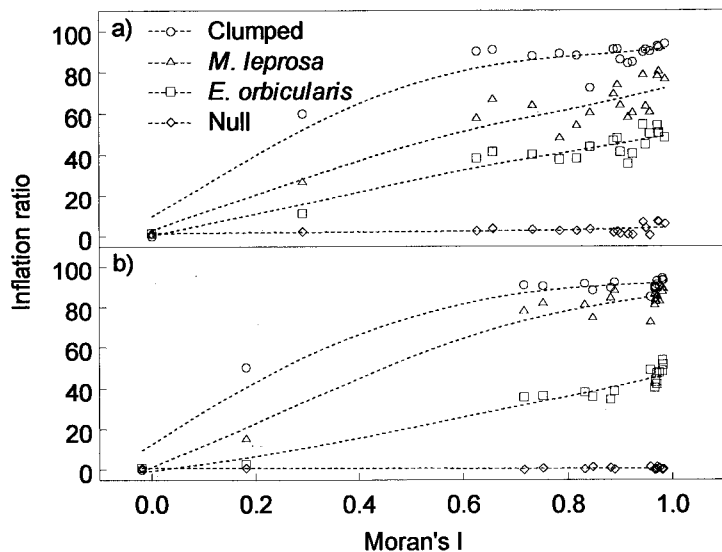 a)
Clumped
M. leprosa
E. orbicularis
Null
100
80
60
40
20
0
b)
100
80
60
40
20
0
Inflation ratio
0.0 0.2 0.4 0.6 0.8 1.0
Moran's I